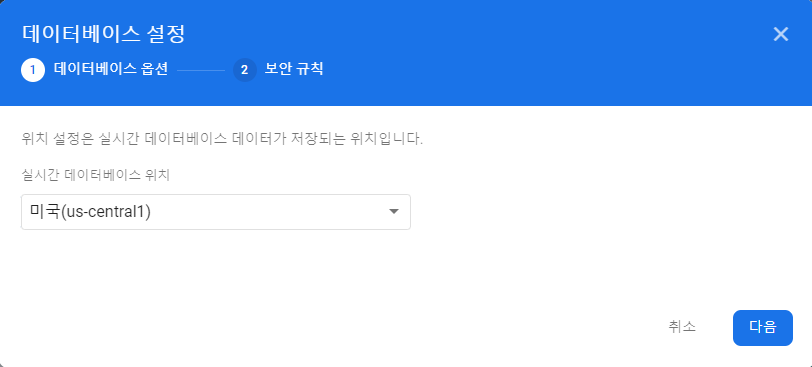 데이터베이스 설정
1 데이터베이스 옵션 2 보안 규칙
위치 설정은 실시간 데이터베이스 데이터가 저장되는 위치입니다.
실시간 데이터베이스 위치
미국(us-central1)
취소 다음